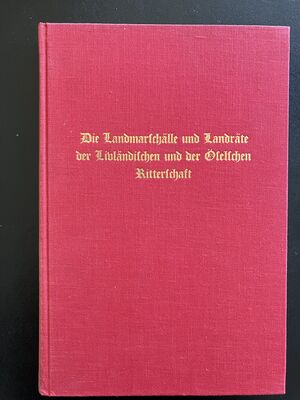 Die Landmarſchälle und Landräte
der Livländiſchen und der Öſelſchen
Ritterſchaft